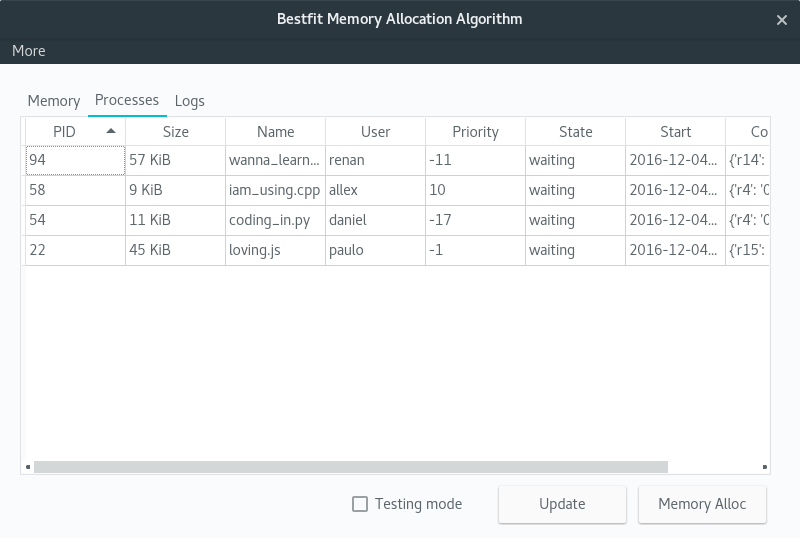 Bestfit Memory Allocation Algorithm
More
Memory Processes Logs
PID Size Name User Priority State Start Co
94 57 KiB wanna_learn... renan -11 waiting 2016-12-04... {'r14':
58 9 KiB iam_using.cpp allex 10 waiting 2016-12-04... {'r4': '0
54 11 KiB coding_in.py daniel -17 waiting 2016-12-04... {'r4': '0
22 45 KiB loving.js paulo -1 waiting 2016-12-04... {'r15':
Testing mode Update Memory Alloc